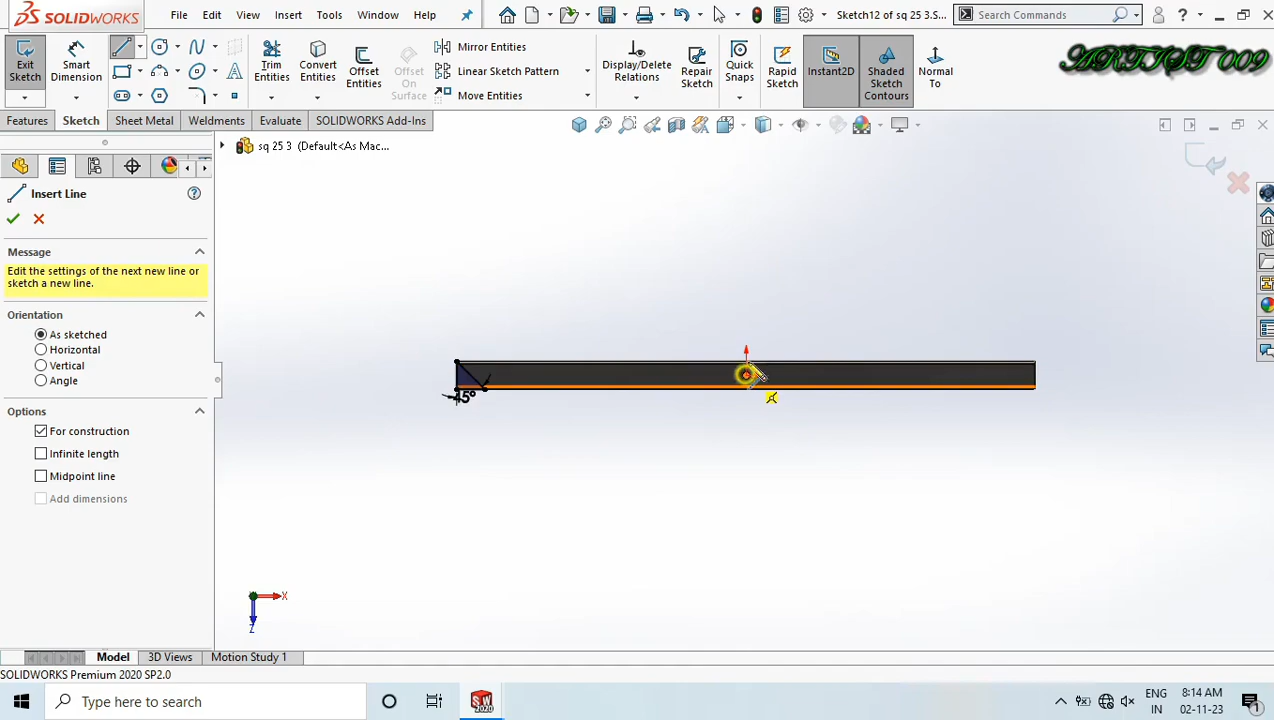 SOLIDWORKS
File
Edit
View
Insert
Tools
Window
Help
Sketch12 of sq 25 3.S...
Search Commands
ARTIST 009
Exit Sketch
Smart Dimension
Trim Entities
Convert Entities
Offset Entities
Offset On Surface
Mirror Entities
Linear Sketch Pattern
Move Entities
Display/Delete Relations
Repair Sketch
Quick Snaps
Rapid Sketch
Instant2D
Shaded Sketch Contours
Normal To
Features
Sketch
Sheet Metal
Weldments
Evaluate
SOLIDWORKS Add-Ins
sq 25 3 (Default<As Mac...
Insert Line
Message
Edit the settings of the next new line or
sketch a new line.
Orientation
As sketched
Horizontal
Vertical
Angle
Options
For construction
Infinite length
Midpoint line
Add dimensions
45°
X
Z
Model
3D Views
Motion Study 1
SOLIDWORKS Premium 2020 SP2.0
Type here to search
SW
2020
ENG
IN
8:14 AM
02-11-23
1